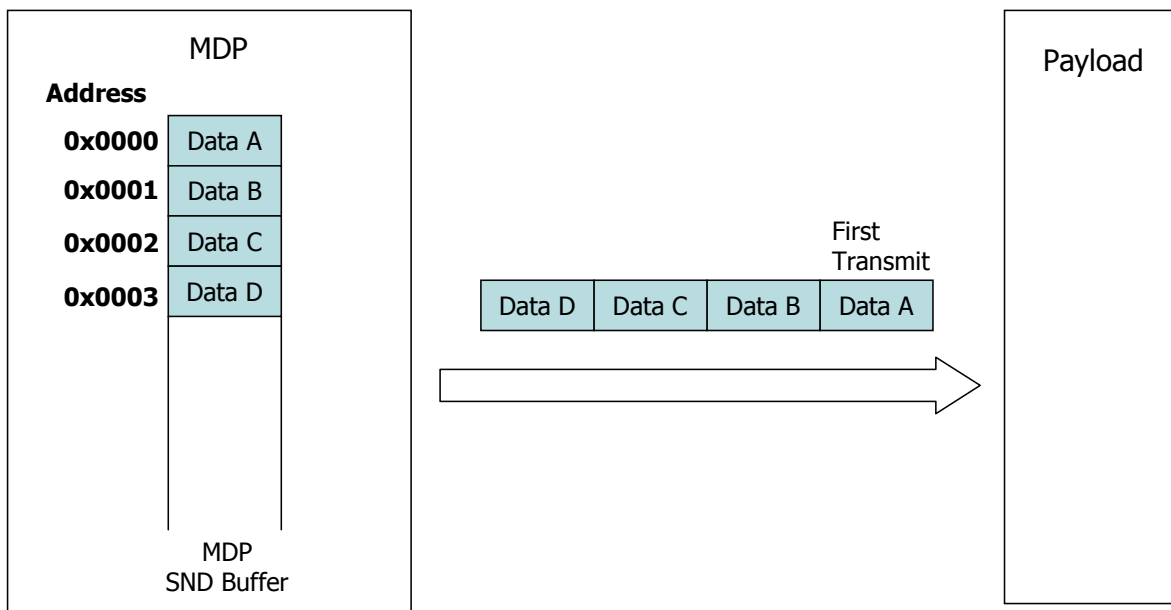 MDP
Address
0x0000 Data A
0x0001 Data B
0x0002 Data C
0x0003 Data D
MDP
SND Buffer
First
Transmit
Data D Data C Data B Data A
Payload